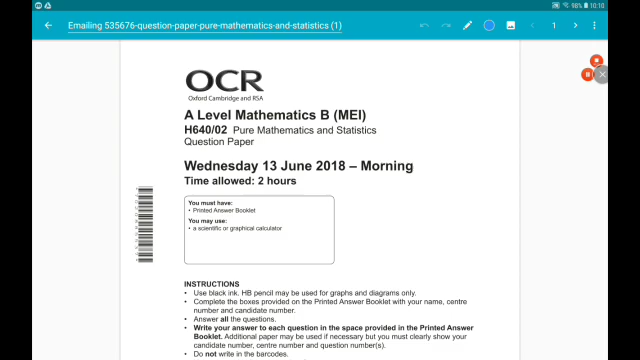 98% 10:10
Emailing 535676-question-paper-pure-mathematics-and-statistics (1)
1
OCR
Oxford Cambridge and RSA
A Level Mathematics B (MEI)
H640/02 Pure Mathematics and Statistics
Question Paper
Wednesday 13 June 2018 – Morning
Time allowed: 2 hours
You must have:
• Printed Answer Booklet
You may use:
• a scientific or graphical calculator
INSTRUCTIONS
• Use black ink. HB pencil may be used for graphs and diagrams only.
• Complete the boxes provided on the Printed Answer Booklet with your name, centre
number and candidate number.
• Answer all the questions.
• Write your answer to each question in the space provided in the Printed Answer
Booklet. Additional paper may be used if necessary but you must clearly show your
candidate number, centre number and question number(s).
• Do not write in the barcodes.